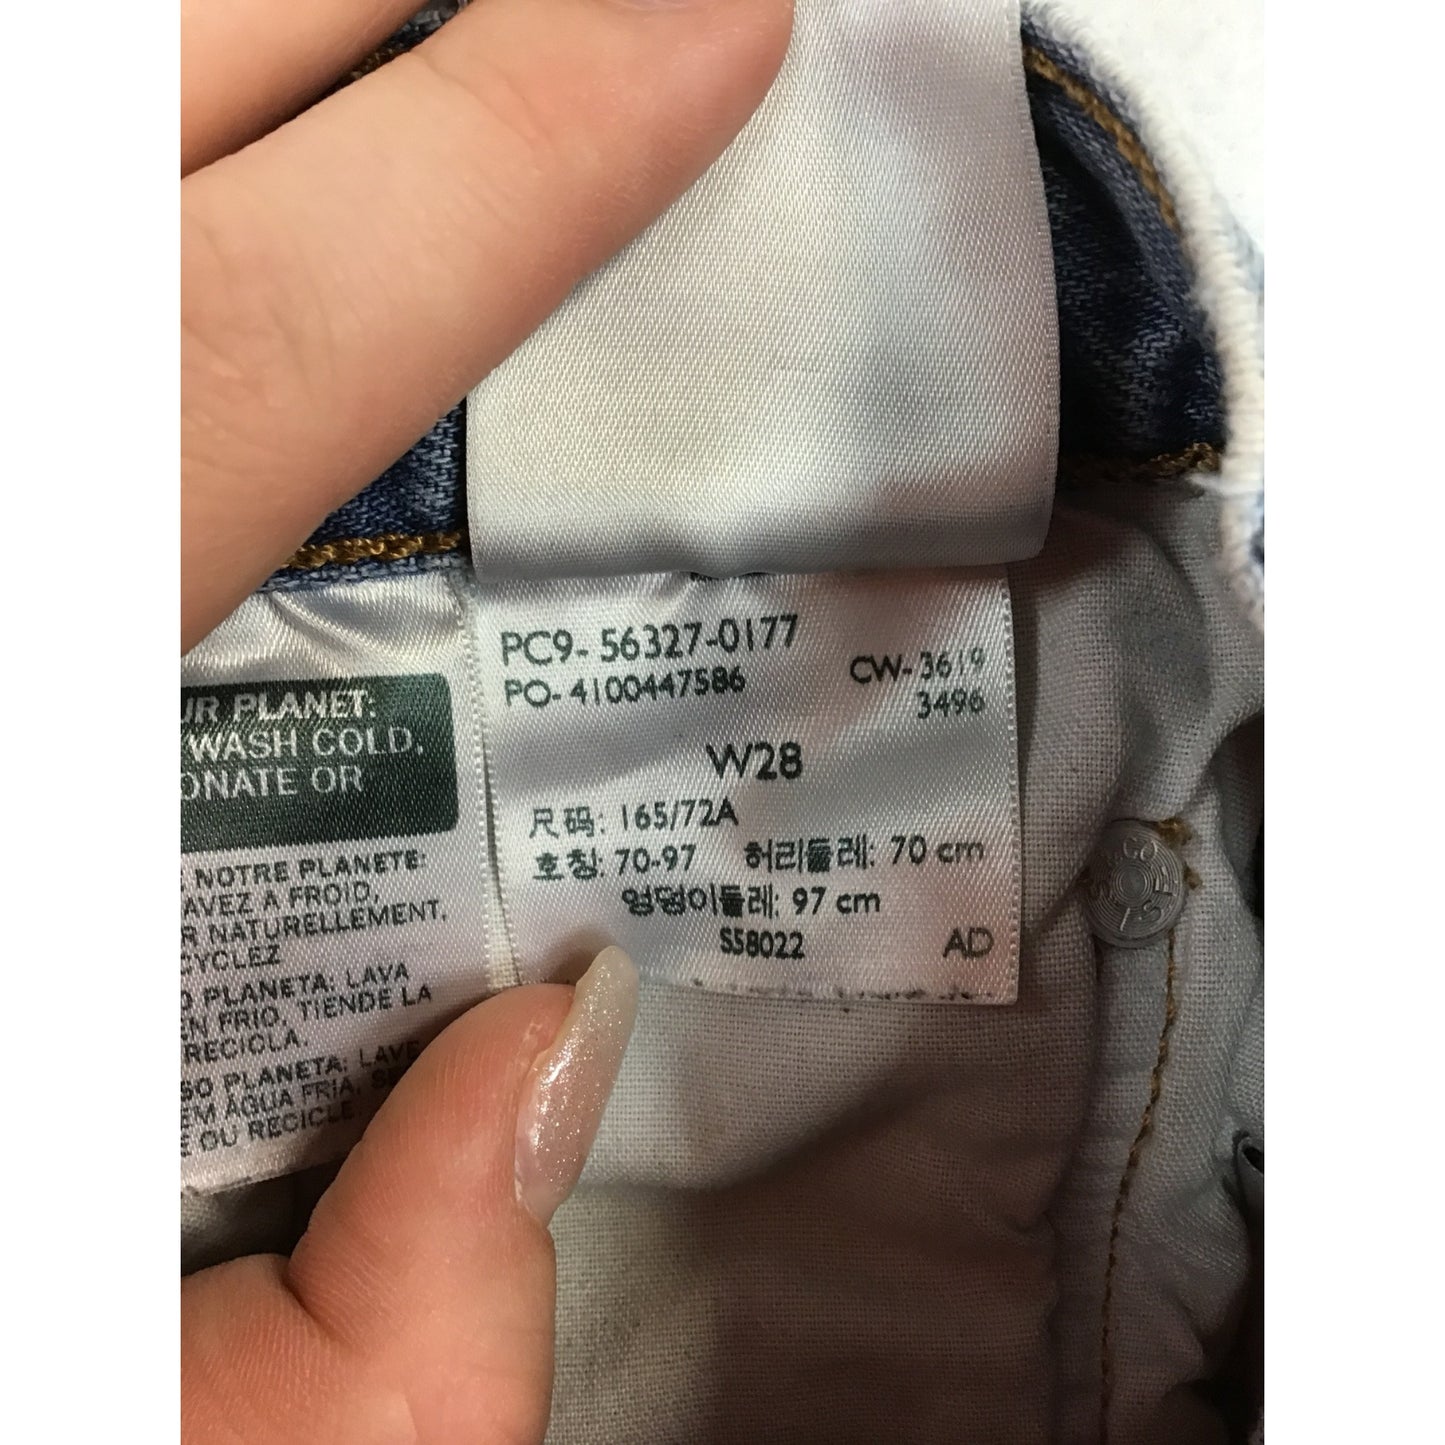 UR PLANET:
WASH COLD,
ONATE OR
NOTRE PLANETE:
AVEZ A FROID,
R NATURELLEMENT,
CYCLEZ
O PLANETA: LAVA
EN FRIO, TIENDE LA
RECICLA.
SO PLANETA: LAVE
EM AGUA FRIA, SE
E OU RECICLE
PC9-56327-0177
PO-4100447586 CW-3619
3496
W28
尺码: 165/72A
호칭: 70-97 허리둘레: 70 cm
엉덩이둘레: 97 cm
S58022 AD